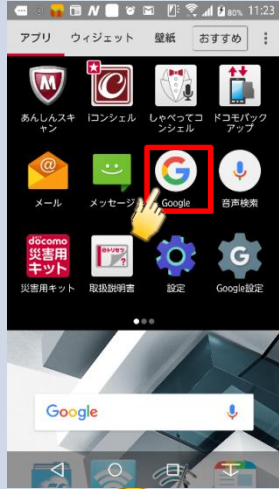 80% 11:23
アプリ ウィジェット 壁紙 おすすめ
あんしんスキャン
iコンシェル
しゃべってコンシェル
ドコモバックアップ
メール
メッセージ
Google
音声検索
döcomo
災害用
キット
災害用キット
取扱説明書
設定
Google設定
Google